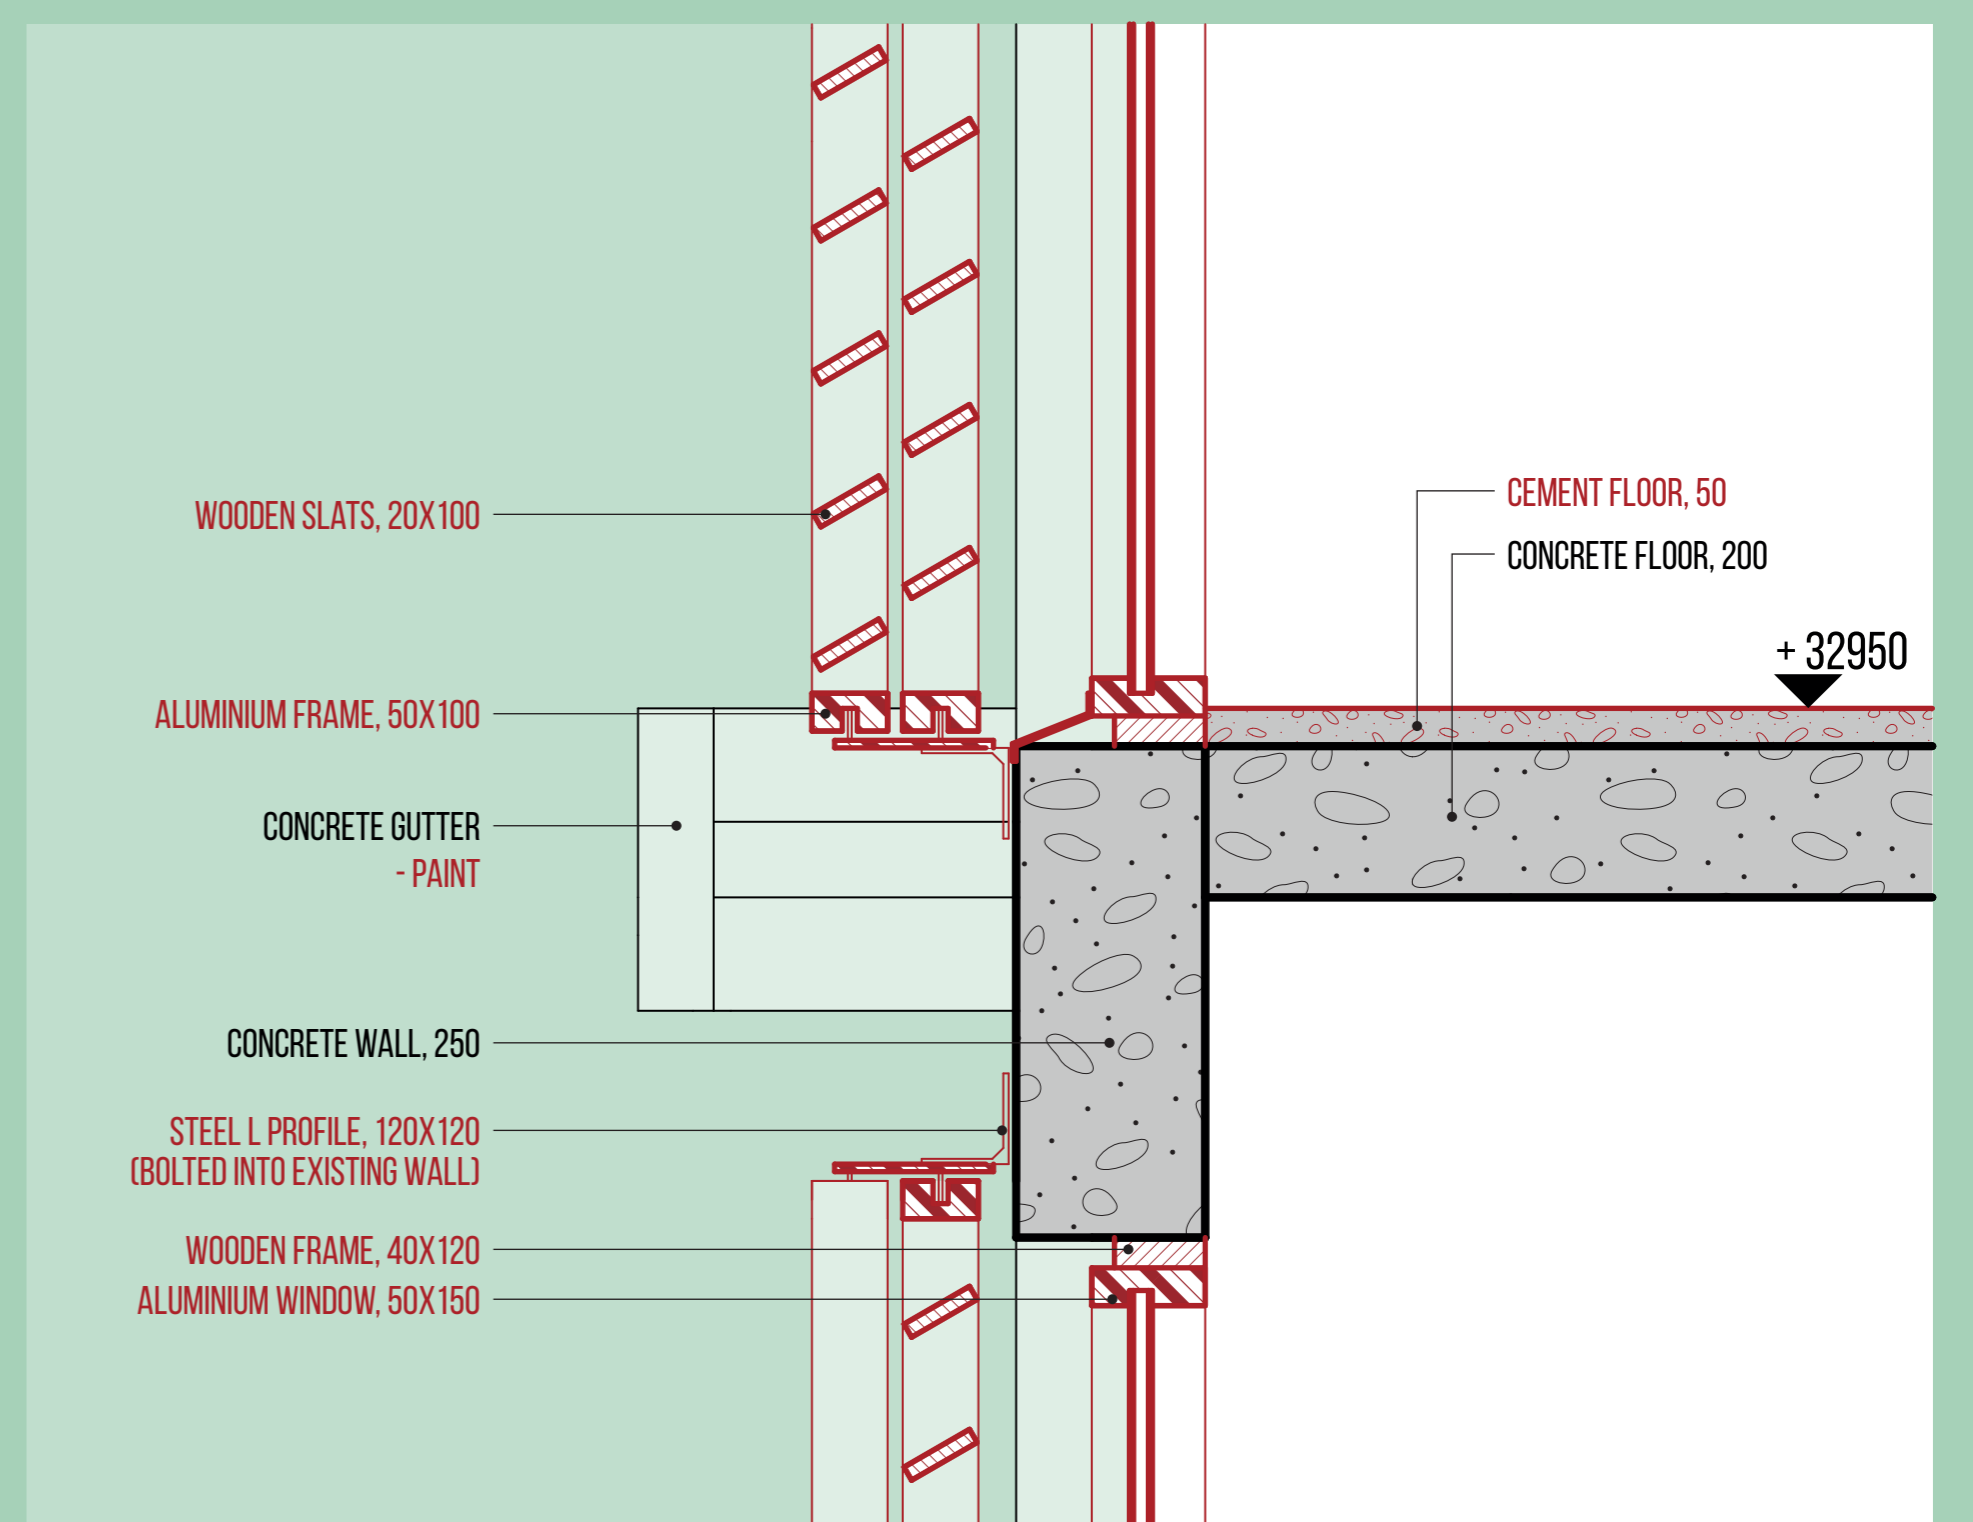 WOODEN SLATS, 20X100
ALUMINIUM FRAME, 50X100
CONCRETE GUTTER
- PAINT
CONCRETE WALL, 250
STEEL L PROFILE, 120X120
(BOLTED INTO EXISTING WALL)
WOODEN FRAME, 40X120
ALUMINIUM WINDOW, 50X150
CEMENT FLOOR, 50
CONCRETE FLOOR, 200
+ 32950